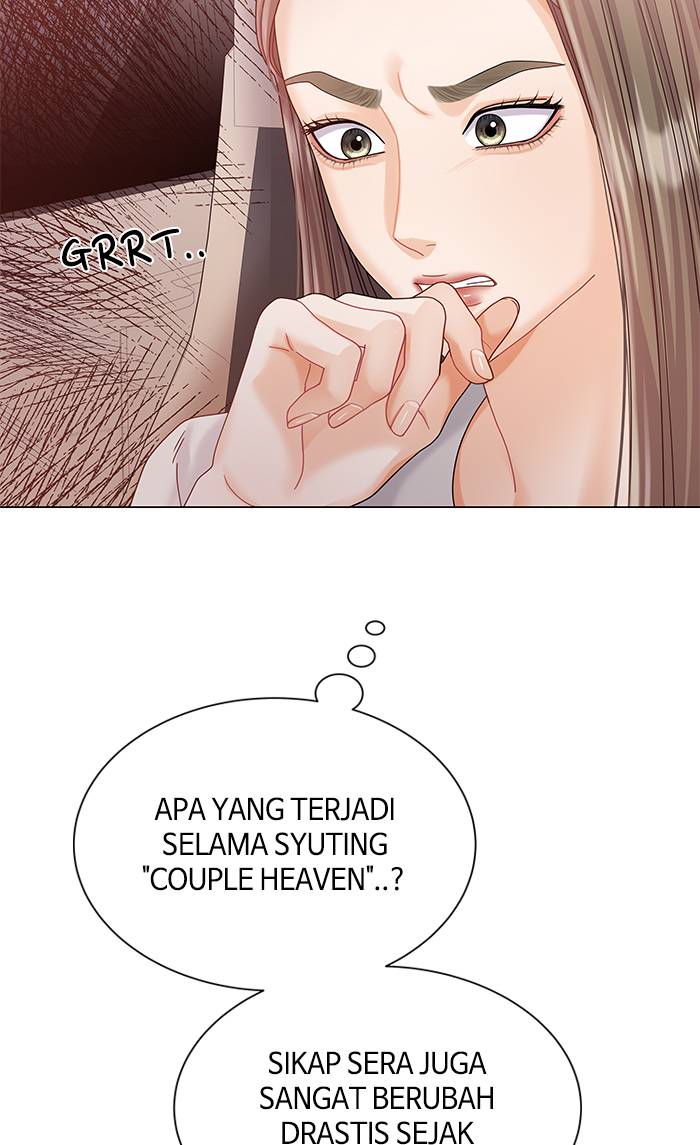 GRRT..
APA YANG TERJADI
SELAMA SYUTING
"COUPLE HEAVEN"..?
SIKAP SERA JUGA
SANGAT BERUBAH
DRASTIS SEJAK